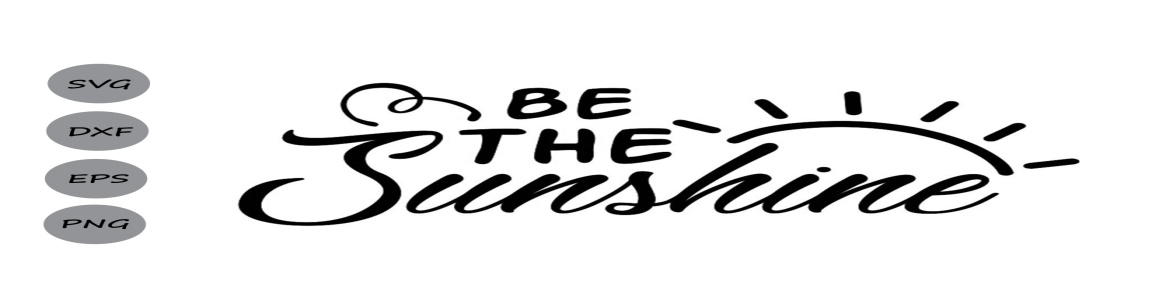 SVG
DXF
EPS
PNG
BE
THE
Sunshine